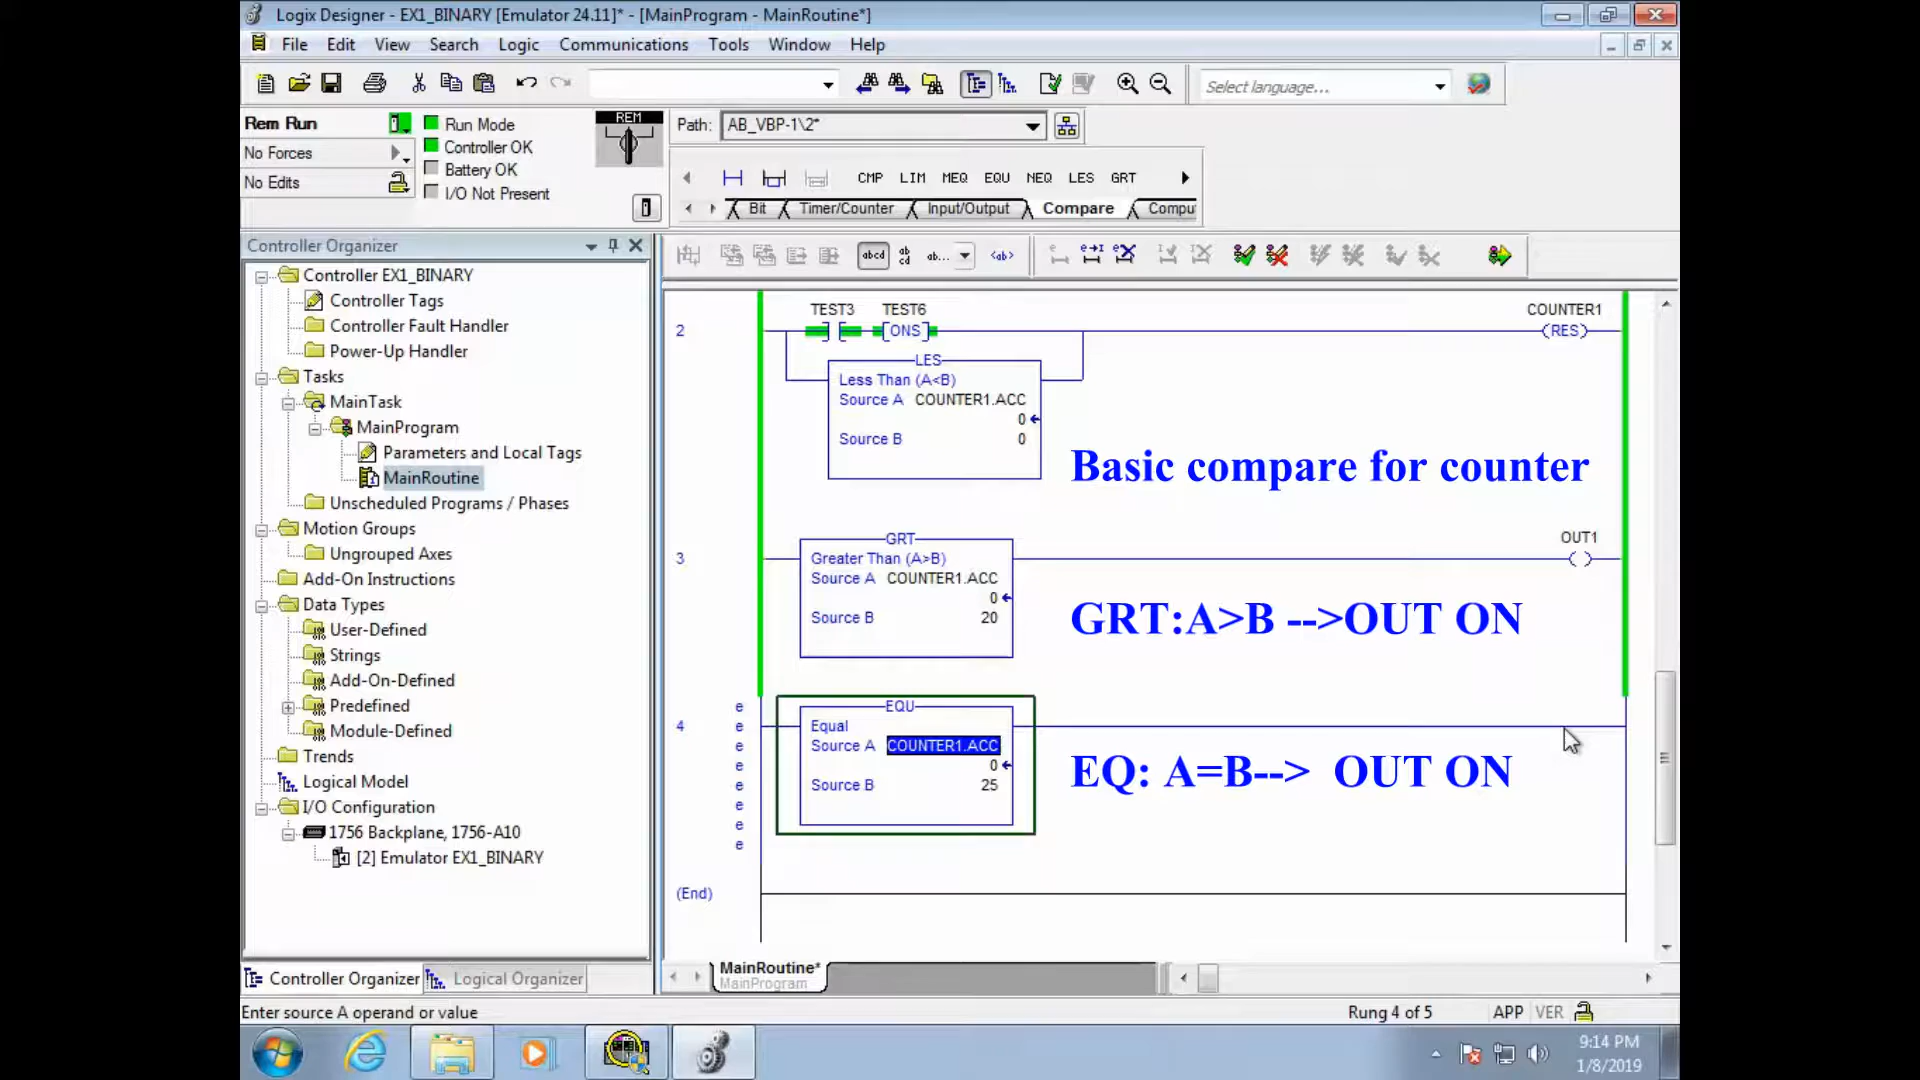 Logix Designer - EX1_BINARY [Emulator 24.11]* - [MainProgram - MainRoutine*]
File Edit View Search Logic Communications Tools Window Help
Select language...
Rem Run
No Forces
No Edits
Run Mode
Controller OK
Battery OK
I/O Not Present
REM
Path: AB_VBP-1\2*
CMP LIM MEQ EQU NEQ LES GRT
Bit Timer/Counter Input/Output Compare Compu
Controller Organizer
Controller EX1_BINARY
Controller Tags
Controller Fault Handler
Power-Up Handler
Tasks
MainTask
MainProgram
Parameters and Local Tags
MainRoutine
Unscheduled Programs / Phases
Motion Groups
Ungrouped Axes
Add-On Instructions
Data Types
User-Defined
Strings
Add-On-Defined
Predefined
Module-Defined
Trends
Logical Model
I/O Configuration
1756 Backplane, 1756-A10
[2] Emulator EX1_BINARY
Controller Organizer Logical Organizer
abcd ab cd ab... <ab>
TEST3 TEST6 COUNTER1
2 ONS RES
LES
Less Than (A<B)
Source A COUNTER1.ACC
0
Source B 0
Basic compare for counter
GRT OUT1
3 Greater Than (A>B)
Source A COUNTER1.ACC
0
Source B 20
GRT:A>B -->OUT ON
e EQU
e 4 Equal
e Source A COUNTER1.ACC
e 0
e Source B 25
e
e
e
EQ: A=B--> OUT ON
(End)
MainRoutine*
MainProgram
Enter source A operand or value
Rung 4 of 5 APP VER
9:14 PM
1/8/2019